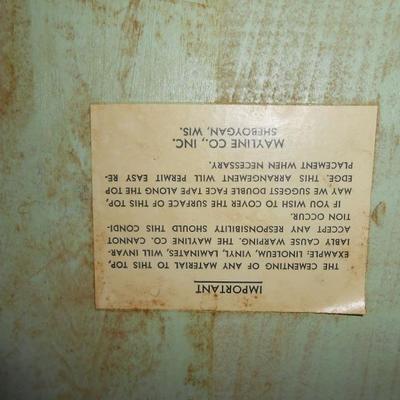 IMPORTANT
THE CEMENTING OF ANY MATERIAL TO THIS TOP,
EXAMPLE: LINOLEUM, VINYL, LAMINATES, WILL INVAR-
IABLY CAUSE WARPING. THE MAYLINE CO. CANNOT
ACCEPT ANY RESPONSIBILITY SHOULD THIS CONDI-
TION OCCUR.
IF YOU WISH TO COVER THE SURFACE OF THIS TOP,
MAY WE SUGGEST DOUBLE FACE TAPE ALONG THE TOP
EDGE. THIS ARRANGEMENT WILL PERMIT EASY RE-
PLACEMENT WHEN NECESSARY.
MAYLINE CO., INC.
SHEBOYGAN, WIS.